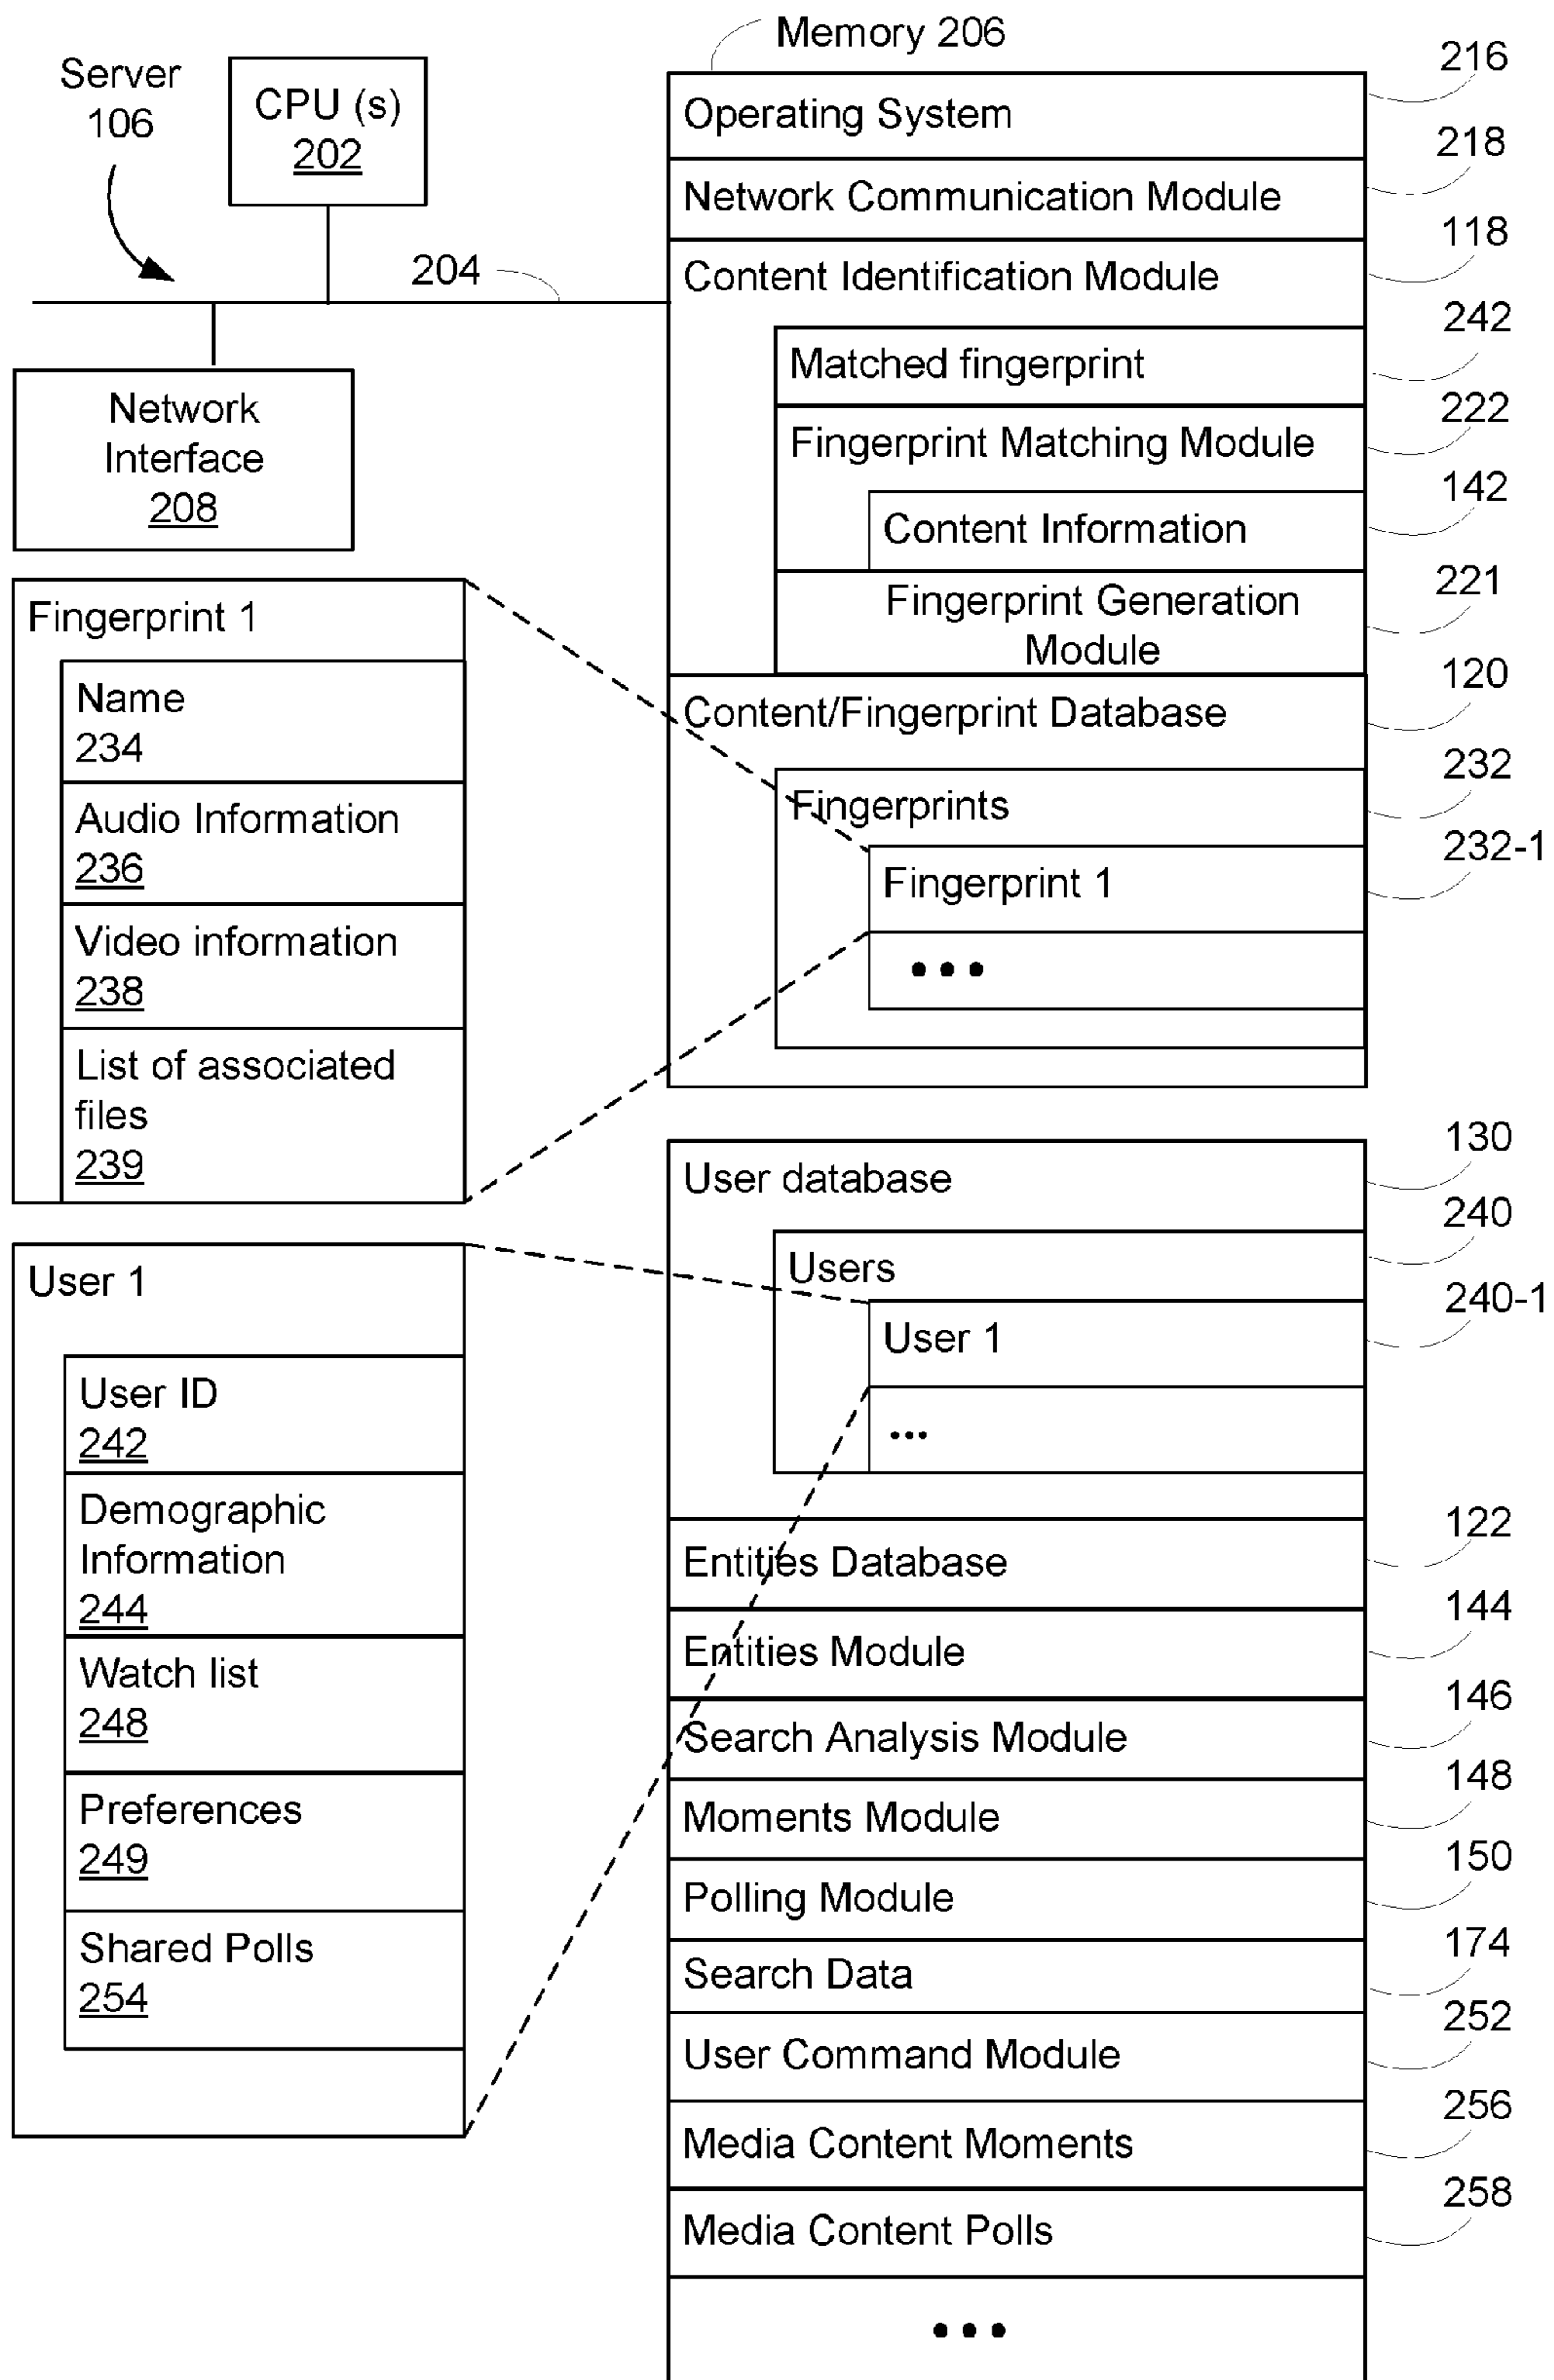 Memory 206
Server
106
CPU (s)
202
204
Network
Interface
208
Operating System
216
Network Communication Module
218
Content Identification Module
118
Matched fingerprint
242
Fingerprint Matching Module
222
Content Information
142
Fingerprint Generation
Module
221
Content/Fingerprint Database
120
Fingerprints
232
Fingerprint 1
232-1
•••
Fingerprint 1
Name
234
Audio Information
236
Video information
238
List of associated
files
239
User database
130
Users
240
User 1
240-1
•••
User 1
User ID
242
Demographic
Information
244
Watch list
248
Preferences
249
Shared Polls
254
Entities Database
122
Entities Module
144
Search Analysis Module
146
Moments Module
148
Polling Module
150
Search Data
174
User Command Module
252
Media Content Moments
256
Media Content Polls
258
•••